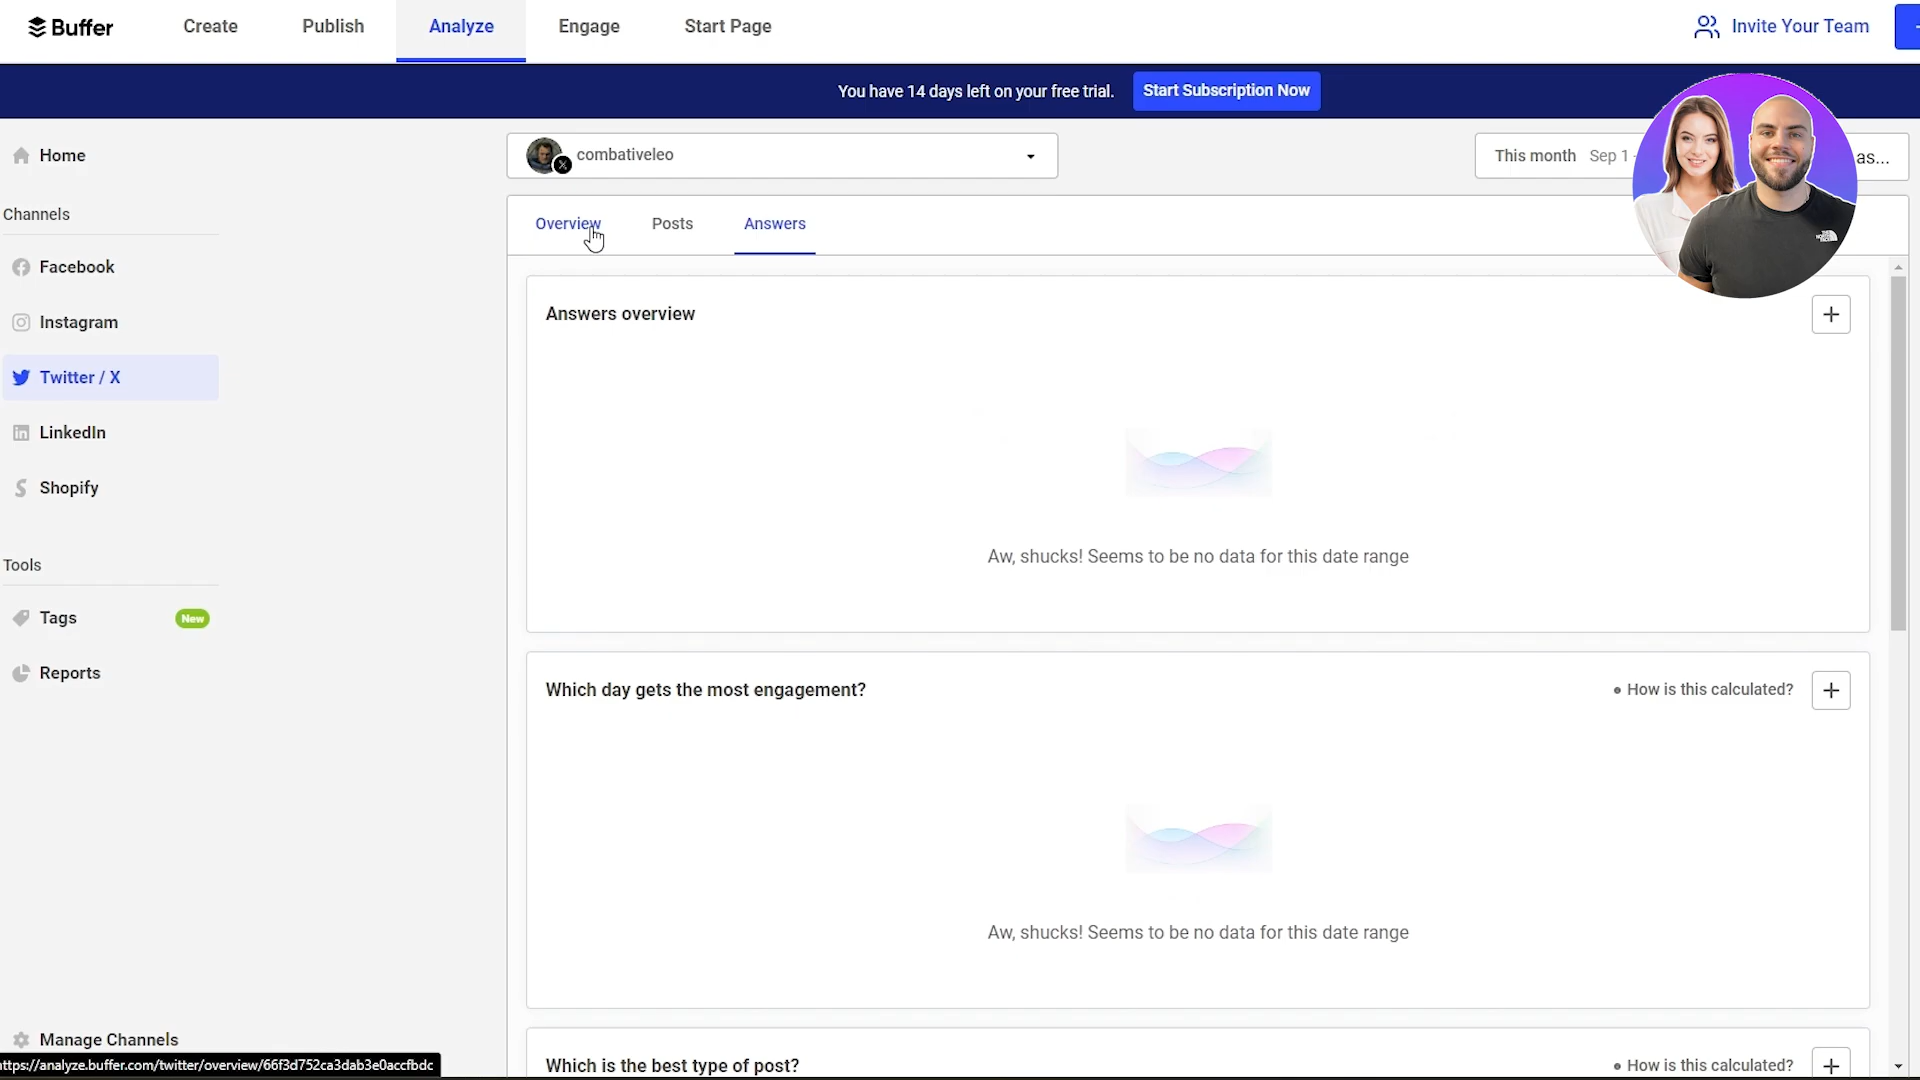 Buffer
Create
Publish
Analyze
Engage
Start Page
Invite Your Team
You have 14 days left on your free trial.
Start Subscription Now
Home
combativeleo
This month Sep 1 -
as...
Channels
Overview
Posts
Answers
Facebook
Instagram
Twitter / X
LinkedIn
Shopify
Answers overview
Aw, shucks! Seems to be no data for this date range
Tools
Tags
New
Reports
Which day gets the most engagement?
How is this calculated?
Aw, shucks! Seems to be no data for this date range
Manage Channels
ttps://analyze.buffer.com/twitter/overview/66f3d752ca3dab3e0accfbdc
Which is the best type of post?
How is this calculated?